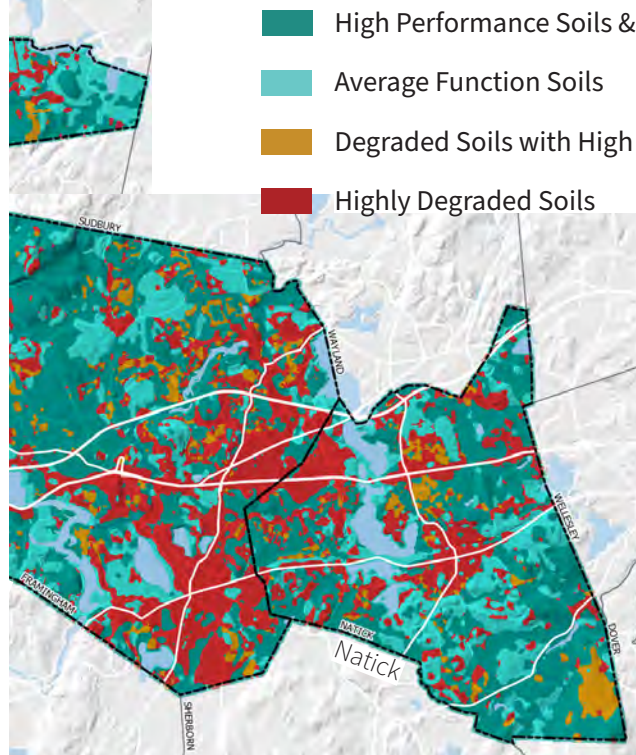 High Performance Soils &
Average Function Soils
Degraded Soils with High
Highly Degraded Soils
SUDBURY
WAYLAND
WELLESLEY
FRAMINGHAM
NATICK
Natick
DOVER
SHERBORN